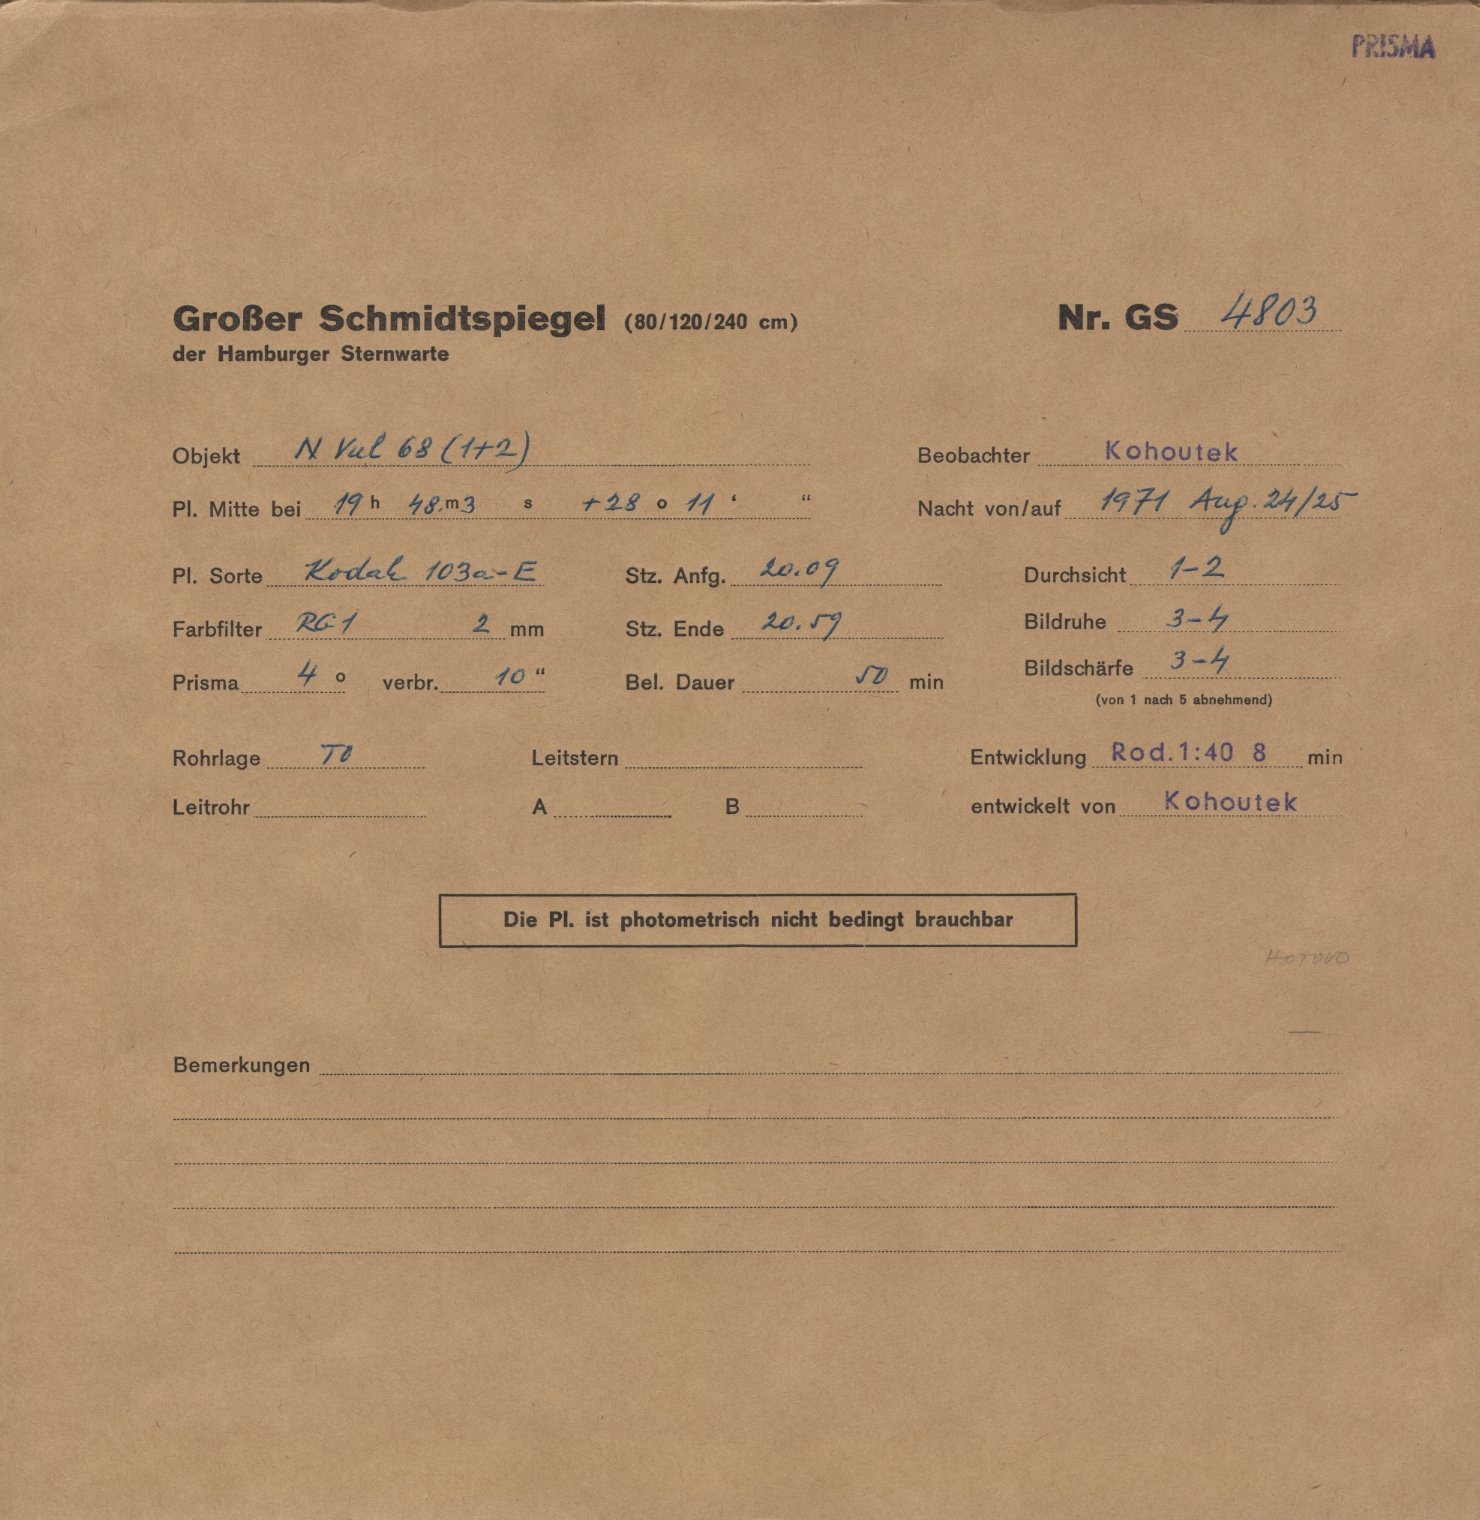 PRISMA
Großer Schmidtspiegel (80/120/240 cm) Nr. GS 4803
der Hamburger Sternwarte
Objekt N Vul 68 (1+2) Beobachter Kohoutek
Pl. Mitte bei 19 h 48.m3 s +28 o 11 ‘ “ Nacht von/auf 1971 Aug. 24/25
Pl. Sorte Kodak 103a-E Stz. Anfg. 20.09 Durchsicht 1-2
Farbfilter RG1 2 mm Stz. Ende 20.59 Bildruhe 3-4
Prisma 4 o verbr. 10 “ Bel. Dauer 50 min Bildschärfe 3-4
(von 1 nach 5 abnehmend)
Rohrlage TO Leitstern Entwicklung Rod.1:40 8 min
Leitrohr A B entwickelt von Kohoutek
Die Pl. ist photometrisch nicht bedingt brauchbar
HOTOVO
Bemerkungen